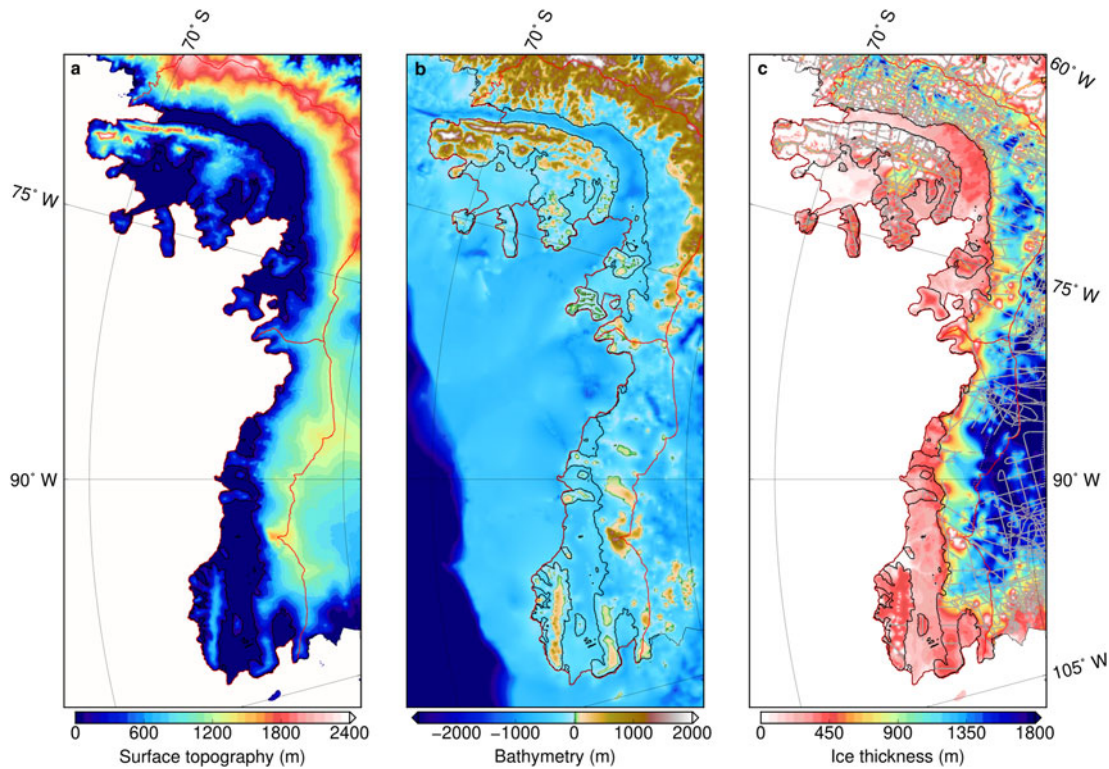 70° S
70° S
70° S
a
b
c
60° W
75° W
75° W
90° W
90° W
105° W
0 600 1200 1800 2400
Surface topography (m)
-2000 -1000 0 1000 2000
Bathymetry (m)
0 450 900 1350 1800
Ice thickness (m)